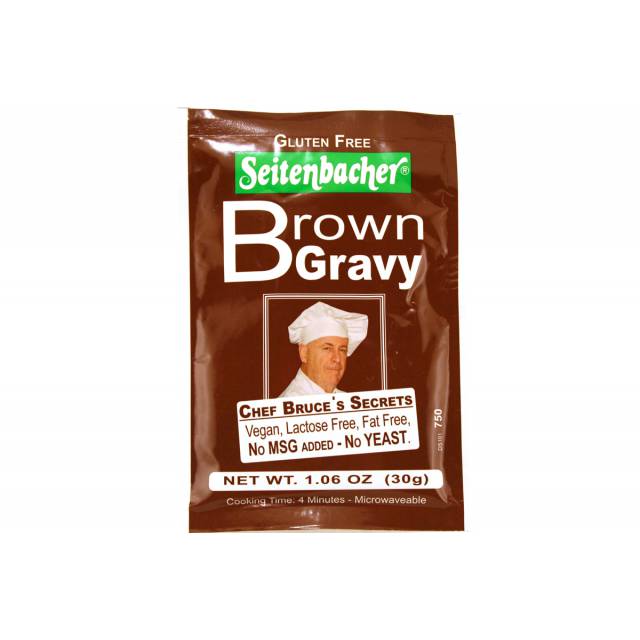 GLUTEN FREE
Seitenbacher®
Brown
Gravy
CHEF BRUCE'S SECRETS
Vegan, Lactose Free, Fat Free,
NO MSG ADDED - NO YEAST.
750
NET WT. 1.06 OZ (30g)
Cooking Time: 4 Minutes - Microwaveable